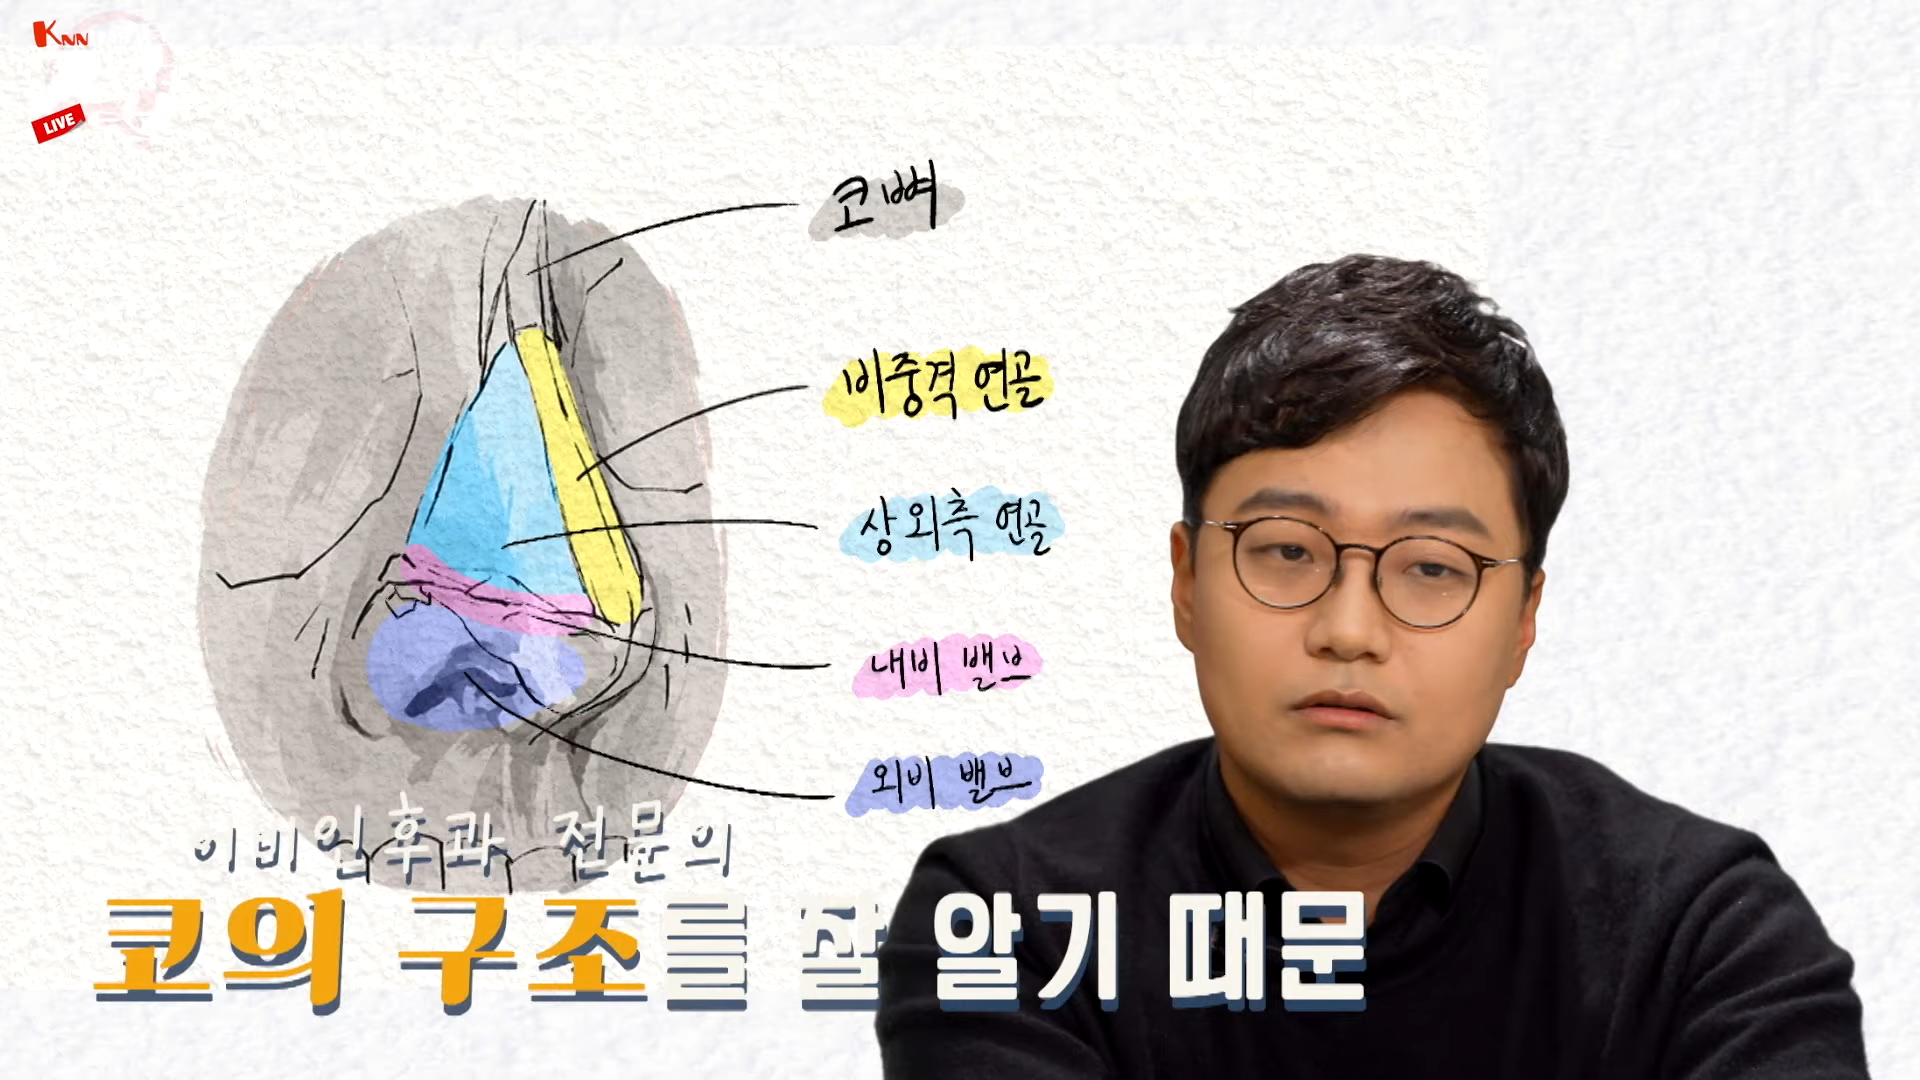 KNN
LIVE
코뼈
비중격 연골
상외측 연골
내비 밸브
외비 밸브
이비인후과 전문의
코의 구조를 잘 알기 때문